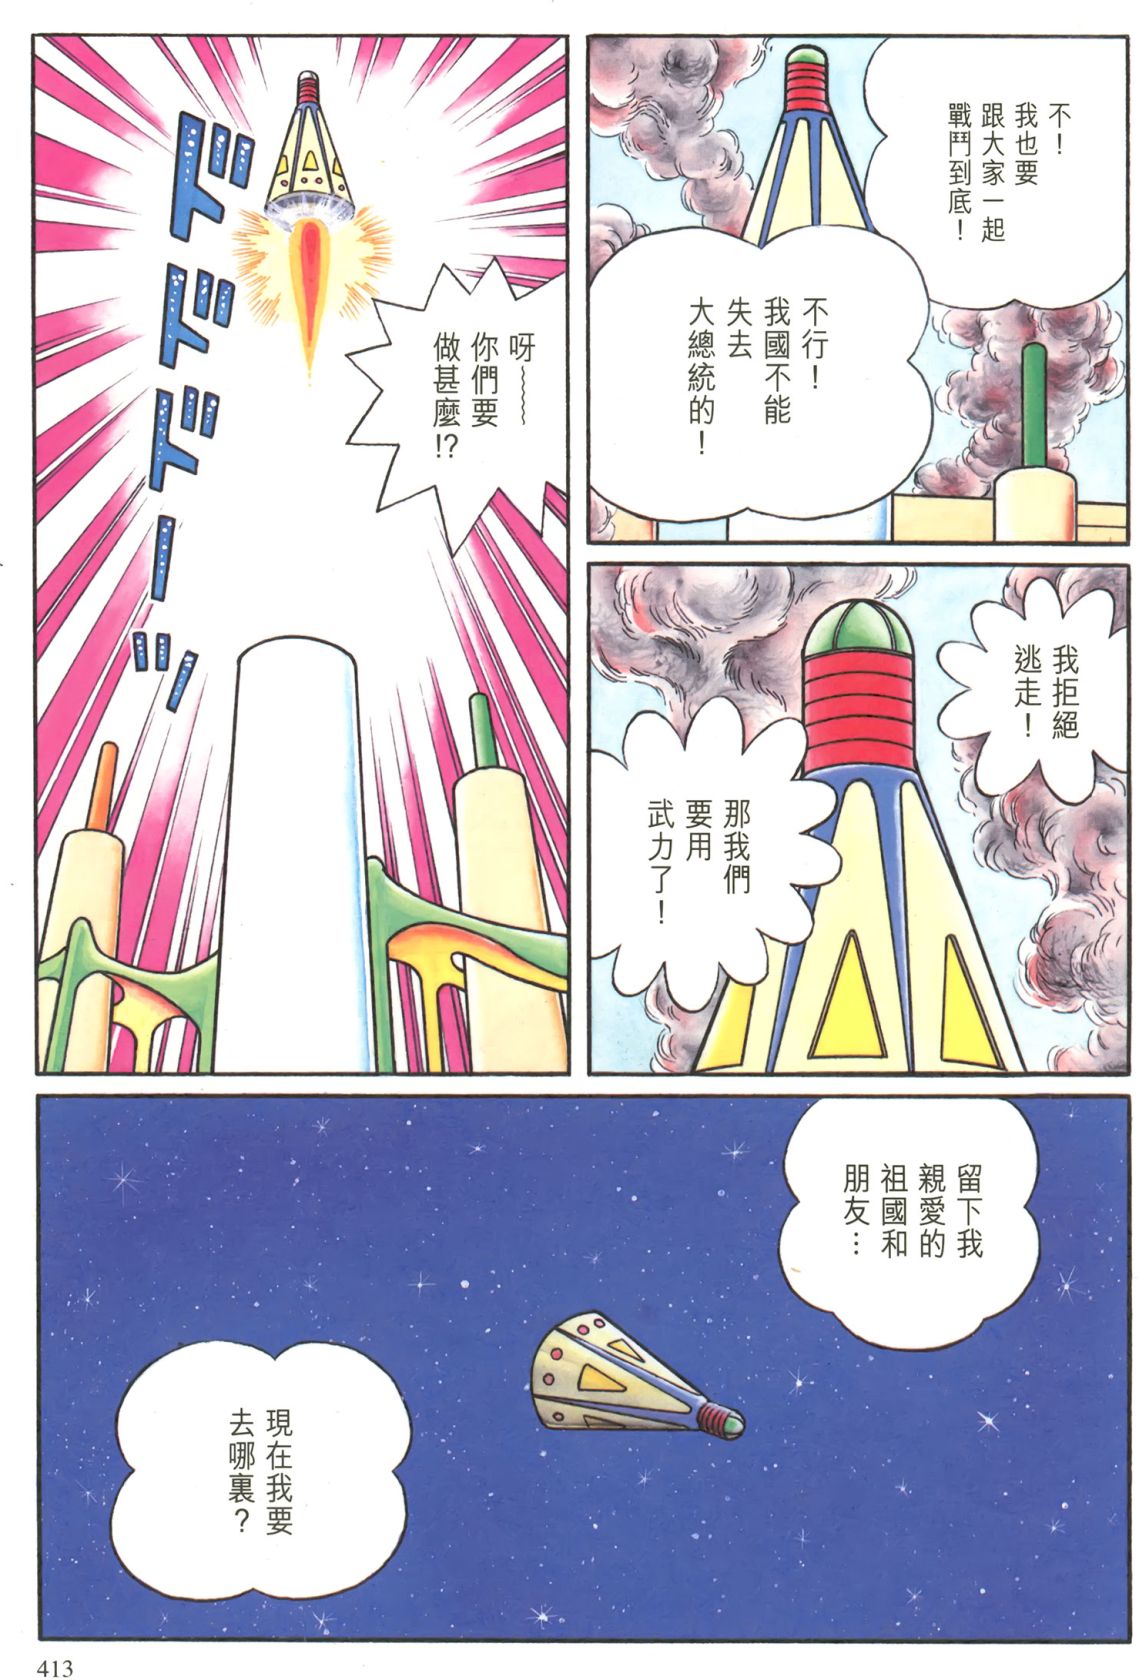 不！
我也要
跟大家一起
戰鬥到底！
不行！
我國不能
失去
大總統的！
我拒絕
逃走！
那我們
要用
武力了！
呀～～～
你們要
做甚麼!?
ドドドドーッ
留下我
親愛的
祖國和
朋友…
現在我要
去哪裏？
413